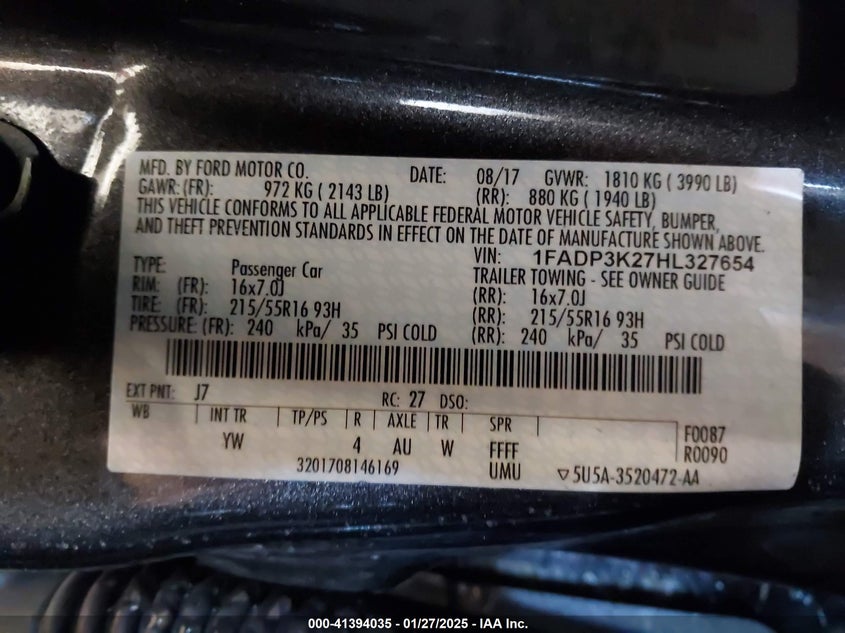 MFD. BY FORD MOTOR CO. DATE: 08/17 GVWR: 1810 KG ( 3990 LB)
GAWR: (FR): 972 KG ( 2143 LB) (RR): 880 KG ( 1940 LB)
THIS VEHICLE CONFORMS TO ALL APPLICABLE FEDERAL MOTOR VEHICLE SAFETY, BUMPER,
AND THEFT PREVENTION STANDARDS IN EFFECT ON THE DATE OF MANUFACTURE SHOWN ABOVE.
VIN: 1FADP3K27HL327654
TYPE: Passenger Car TRAILER TOWING - SEE OWNER GUIDE
RIM: (FR): 16x7.0J (RR): 16x7.0J
TIRE: (FR): 215/55R16 93H (RR): 215/55R16 93H
PRESSURE: (FR): 240 kPa/ 35 PSI COLD (RR): 240 kPa/ 35 PSI COLD
EXT PNT: J7 RC: 27 DSO:
WB INT TR TP/PS R AXLE TR SPR
YW 4 AU W FFFF F0087
R0090
3201708146169 UMU ▽5U5A-3520472-AA
000-41394035 — 01/27/2025 — IAA Inc.